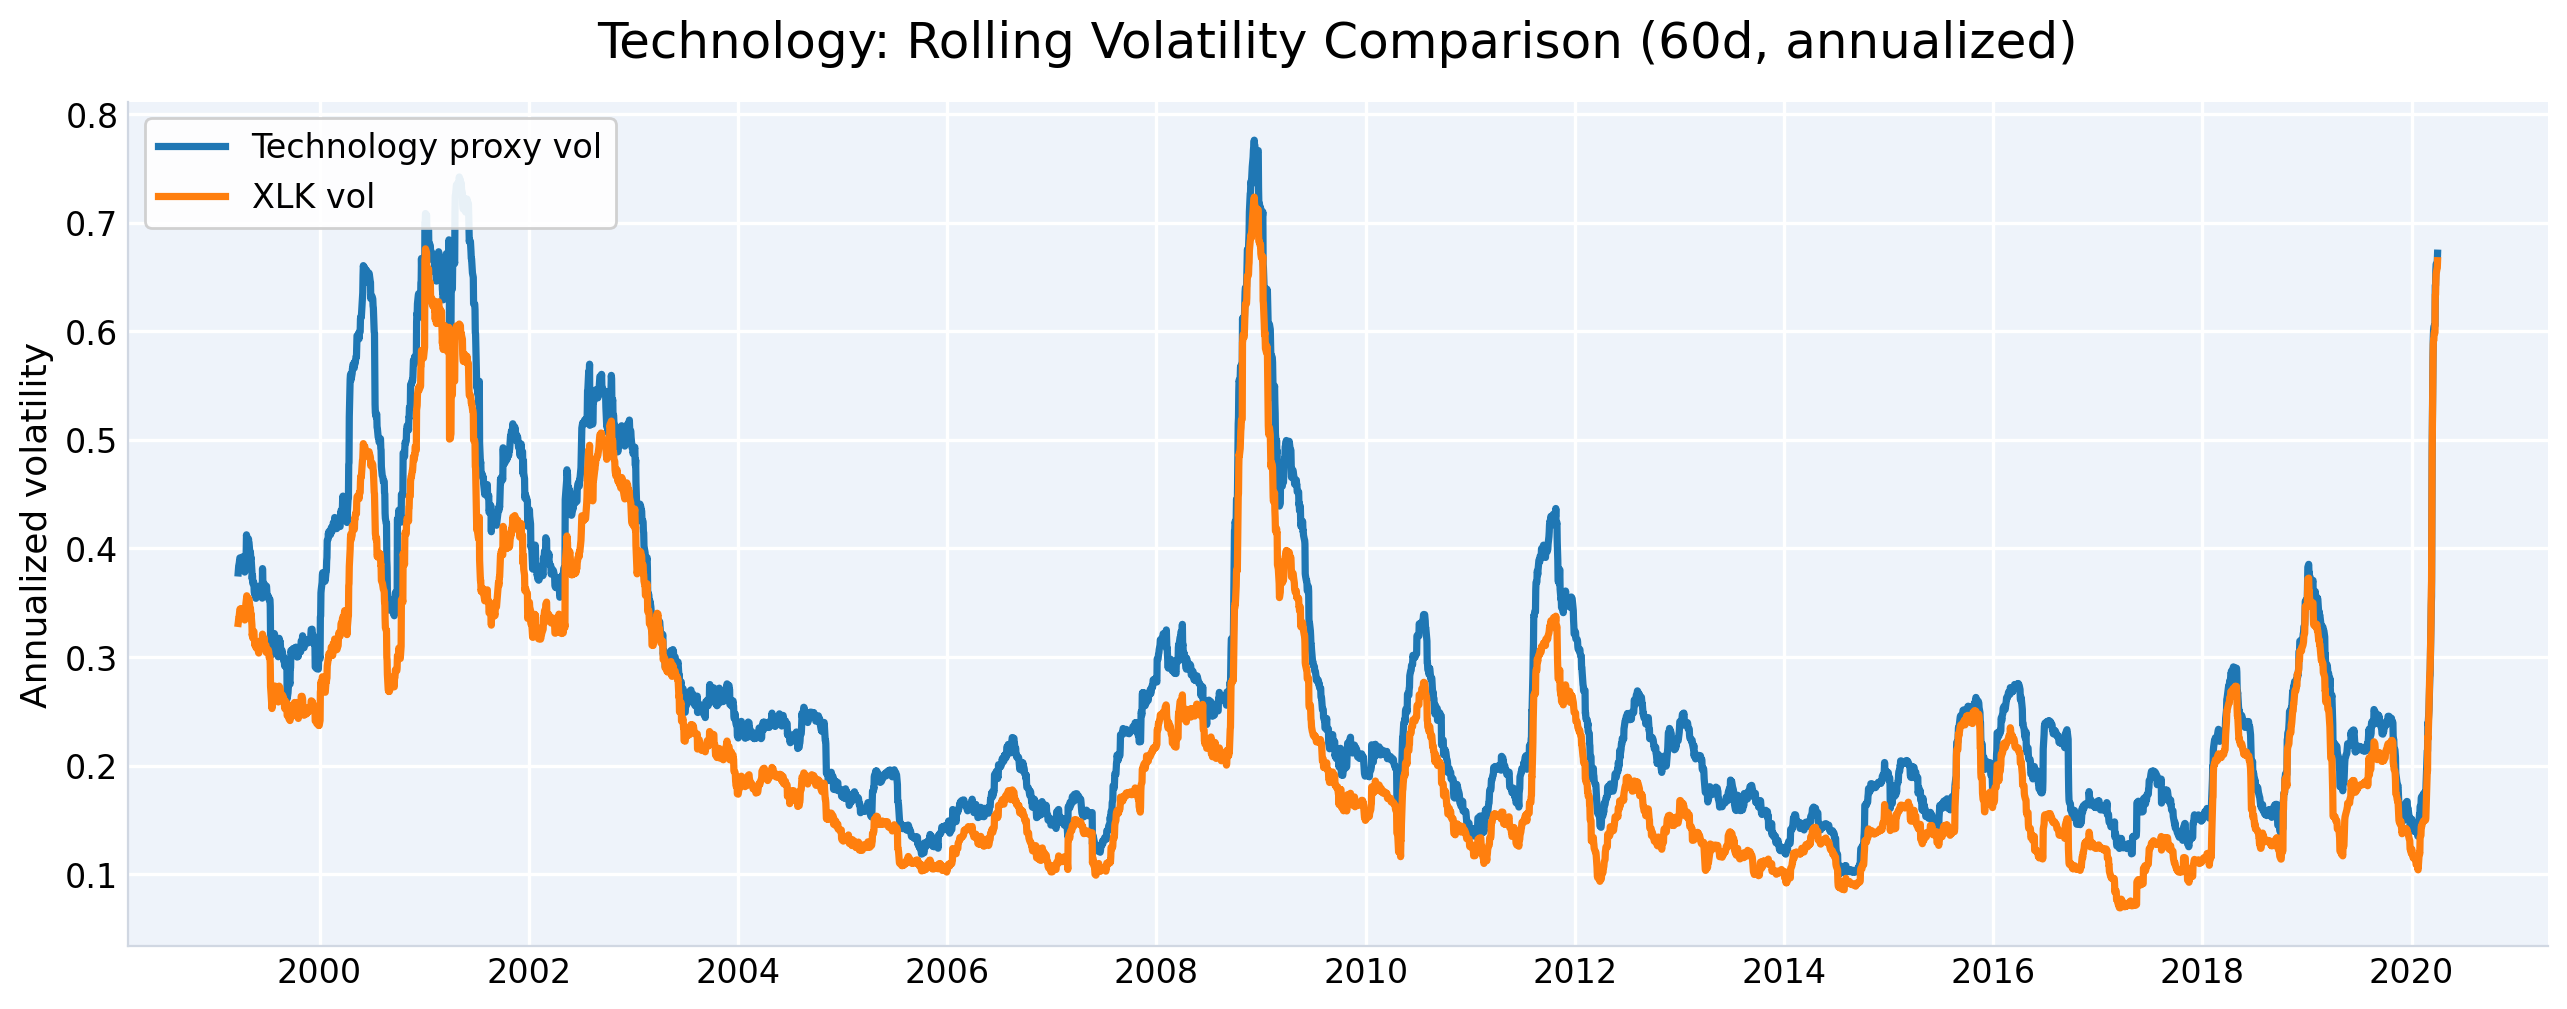 Technology: Rolling Volatility Comparison (60d, annualized)
Technology proxy vol
XLK vol
Annualized volatility
0.8
0.7
0.6
0.5
0.4
0.3
0.2
0.1
2000 2002 2004 2006 2008 2010 2012 2014 2016 2018 2020